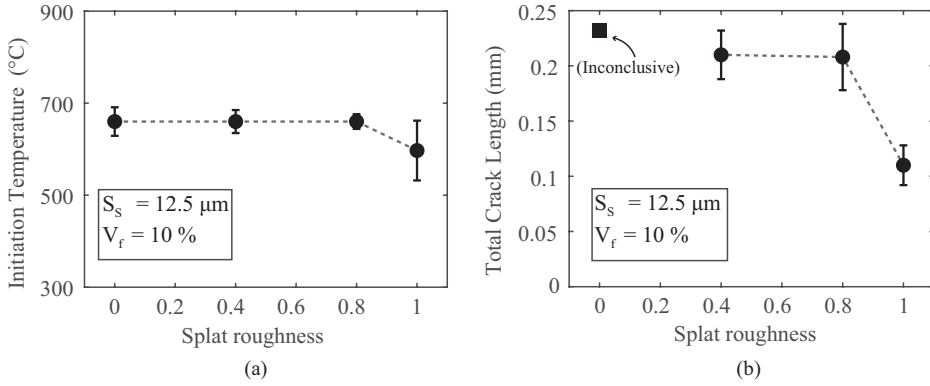 900
700
500
300
Initiation Temperature (°C)
S_S = 12.5 μm
V_f = 10 %
0 0.2 0.4 0.6 0.8 1
Splat roughness
(a)
0.25
0.2
0.15
0.1
0.05
0
Total Crack Length (mm)
(Inconclusive)
S_S = 12.5 μm
V_f = 10 %
0 0.2 0.4 0.6 0.8 1
Splat roughness
(b)